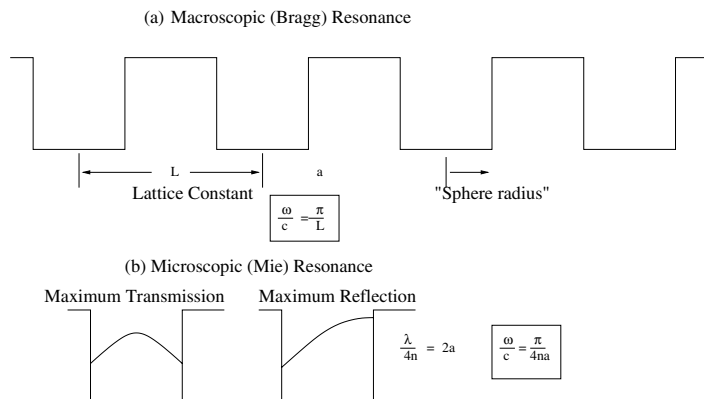 (a) Macroscopic (Bragg) Resonance
L
a
Lattice Constant
"Sphere radius"
ω/c = π/L
(b) Microscopic (Mie) Resonance
Maximum Transmission
Maximum Reflection
λ/4n = 2a
ω/c = π/4na